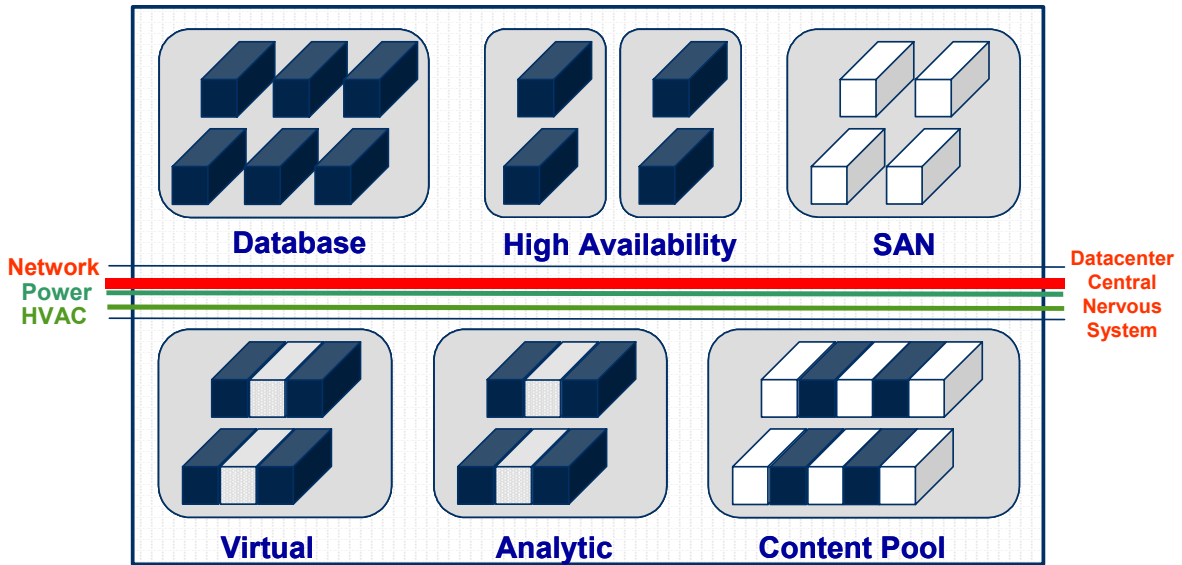 Database
High Availability
SAN
Network
Power
HVAC
Datacenter
Central
Nervous
System
Virtual
Analytic
Content Pool